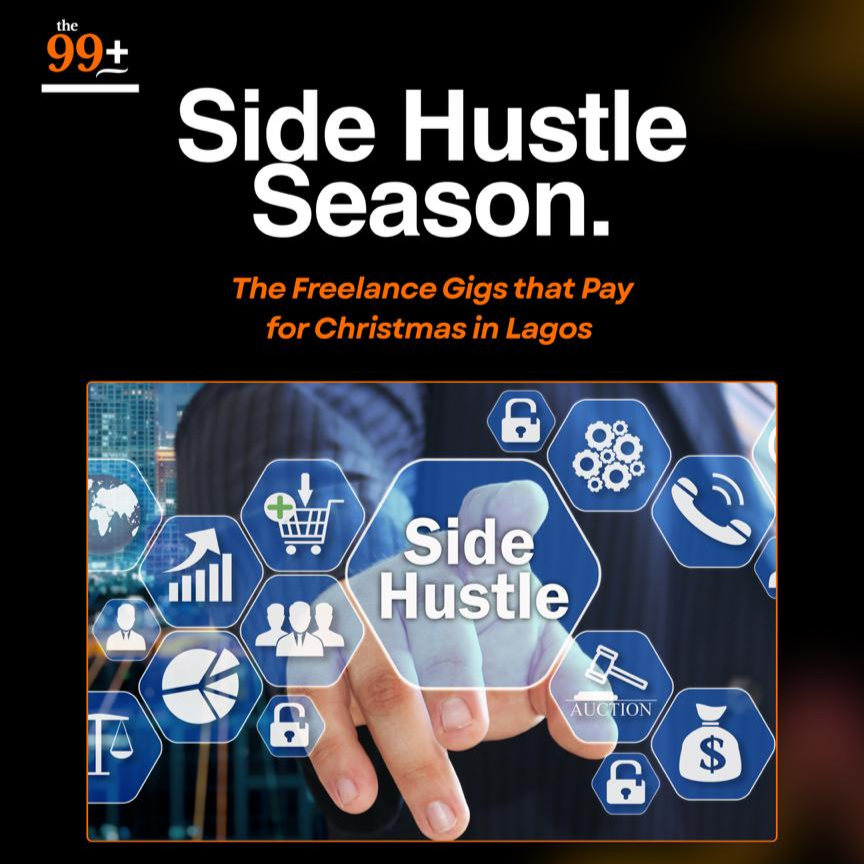 the
99+
Side Hustle
Season.
The Freelance Gigs that Pay
for Christmas in Lagos
Side
Hustle
AUCTION
$